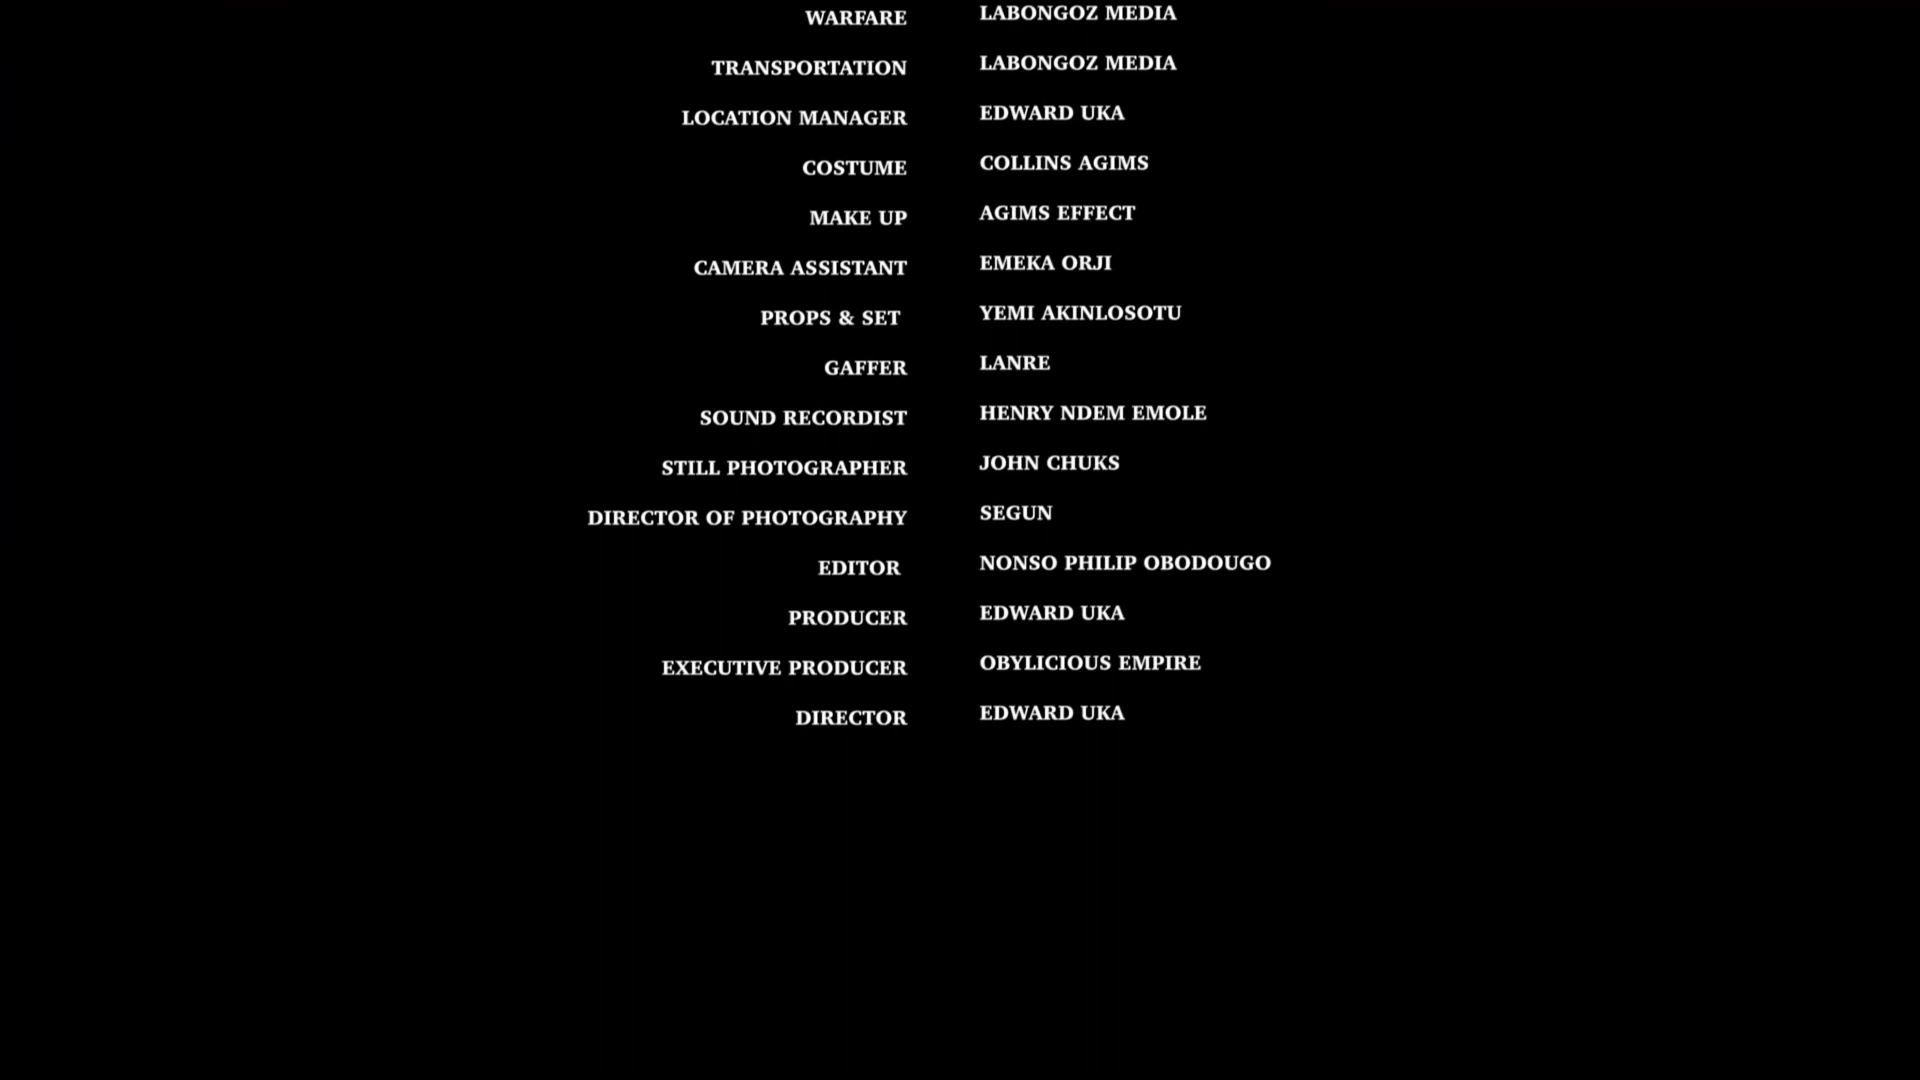 WARFARE LABONGOZ MEDIA
TRANSPORTATION LABONGOZ MEDIA
LOCATION MANAGER EDWARD UKA
COSTUME COLLINS AGIMS
MAKE UP AGIMS EFFECT
CAMERA ASSISTANT EMEKA ORJI
PROPS & SET YEMI AKINLOSOTU
GAFFER LANRE
SOUND RECORDIST HENRY NDEM EMOLE
STILL PHOTOGRAPHER JOHN CHUKS
DIRECTOR OF PHOTOGRAPHY SEGUN
EDITOR NONSO PHILIP OBODOUGO
PRODUCER EDWARD UKA
EXECUTIVE PRODUCER OBYLICIOUS EMPIRE
DIRECTOR EDWARD UKA